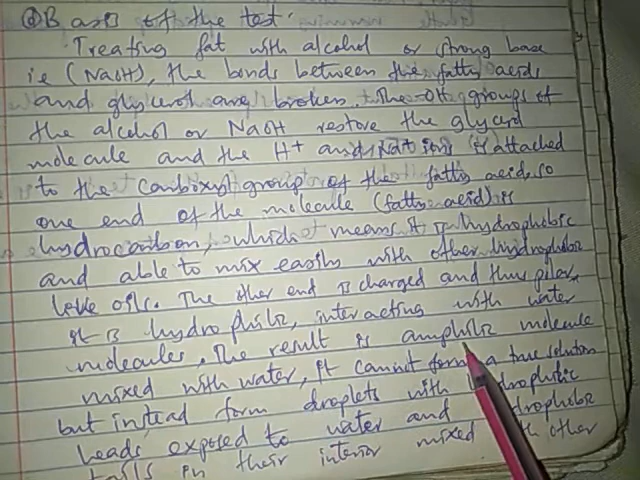 @ Basis of the test.
Treating fat with alcohol or strong base
ie (NaOH), the bonds between the fatty acids
and glycerol are broken. The -OH groups of
the alcohol or NaOH restore the glycerol
molecule and the H+ and Na+ ions is attached
to the carboxyl group of the fatty acid, so
one end of the molecule (fatty acid) is
hydrocarbon, which means it is hydrophobic
and able to mix easily with other hydrophobic
like oils. The other end is charged and thus polar,
it is hydrophilic, interacting with water
molecules, The result is amphilic molecule
mixed with water, it cannot form a true solution
but instead form droplets with hydrophilic
heads exposed to water and hydrophobic
tails in their interior mixed with other